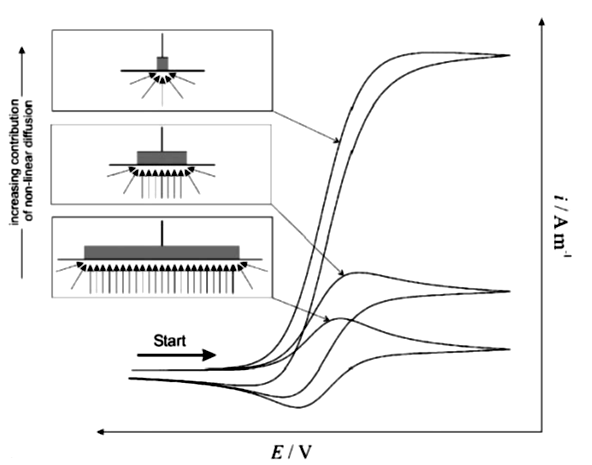 increasing contribution
of non-linear diffusion
Start
i / A m⁻¹
E / V